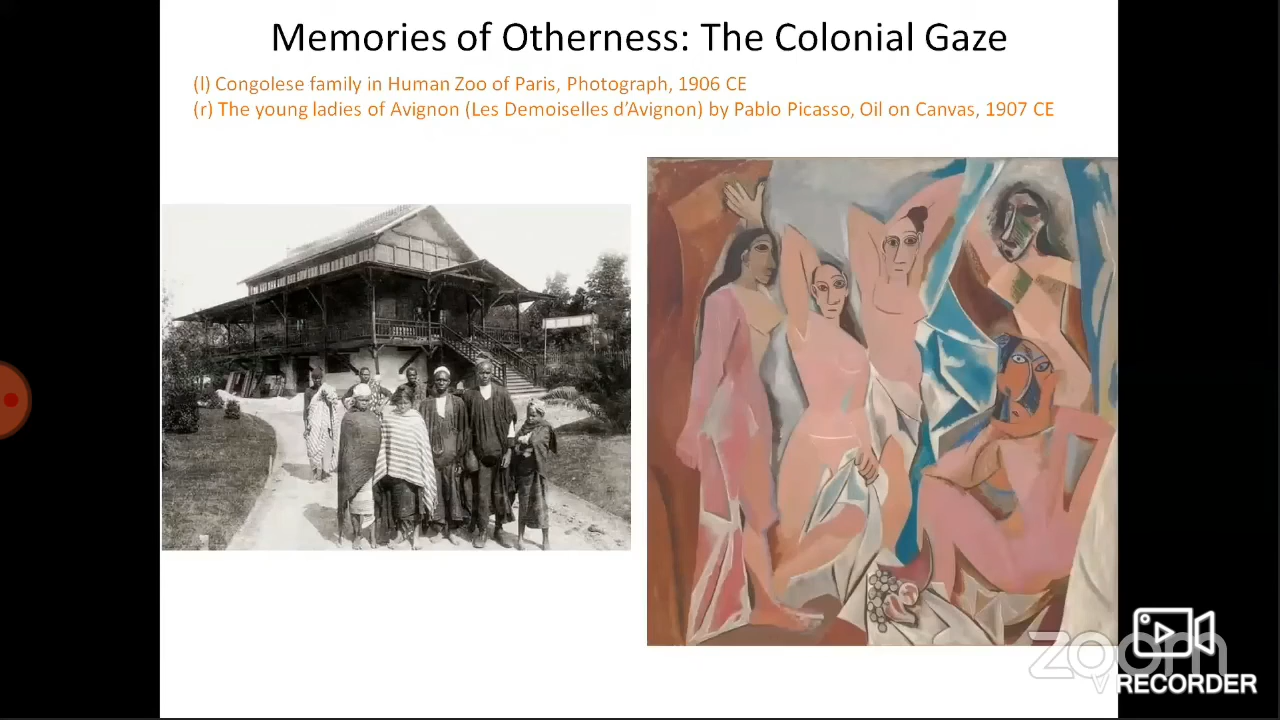 Memories of Otherness: The Colonial Gaze
(l) Congolese family in Human Zoo of Paris, Photograph, 1906 CE
(r) The young ladies of Avignon (Les Demoiselles d’Avignon) by Pablo Picasso, Oil on Canvas, 1907 CE
zoom
RECORDER